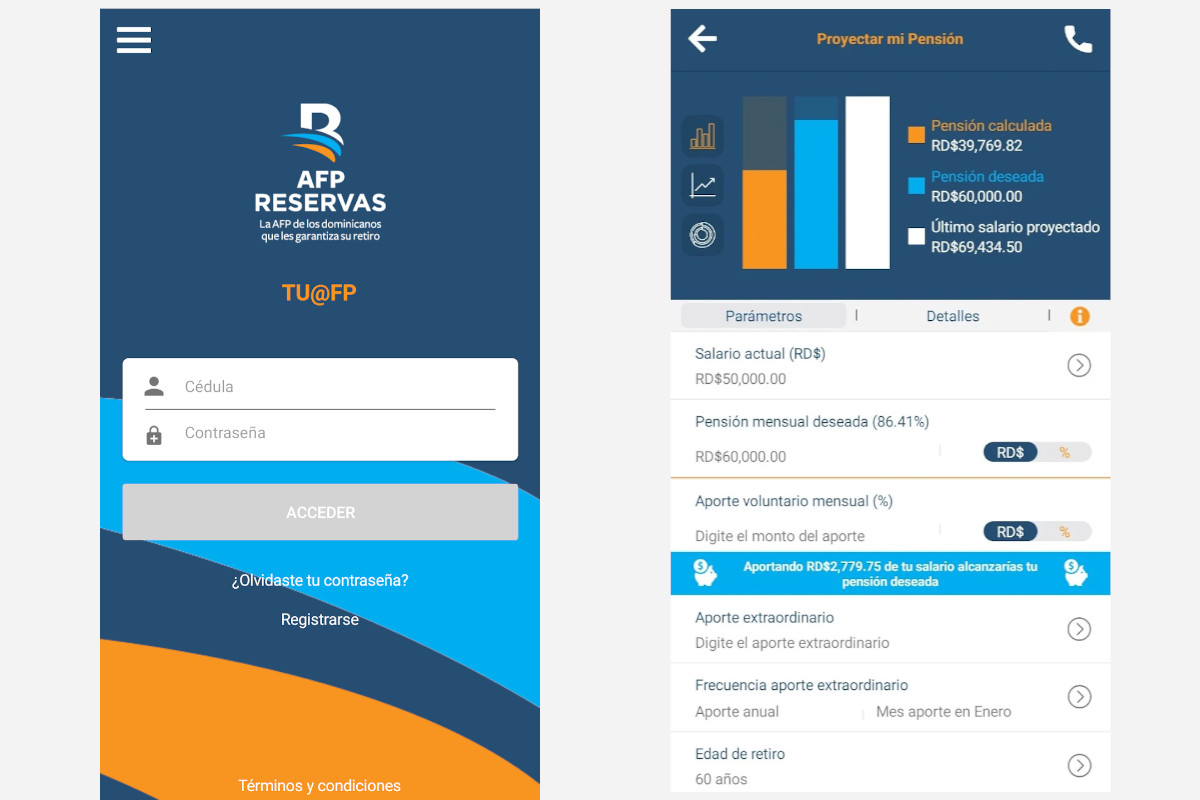 AFP
RESERVAS
La AFP de los dominicanos
que les garantiza su retiro
TU@FP
Cédula
Contraseña
ACCEDER
¿Olvidaste tu contraseña?
Registrarse
Términos y condiciones
Proyectar mi Pensión
Pensión calculada
RD$39,769.82
Pensión deseada
RD$60,000.00
Último salario proyectado
RD$69,434.50
Parámetros | Detalles |
Salario actual (RD$)
RD$50,000.00
Pensión mensual deseada (86.41%)
RD$60,000.00 RD$ %
Aporte voluntario mensual (%)
Digite el monto del aporte RD$ %
Aportando RD$2,779.75 de tu salario alcanzarías tu
pensión deseada
Aporte extraordinario
Digite el aporte extraordinario
Frecuencia aporte extraordinario
Aporte anual | Mes aporte en Enero
Edad de retiro
60 años